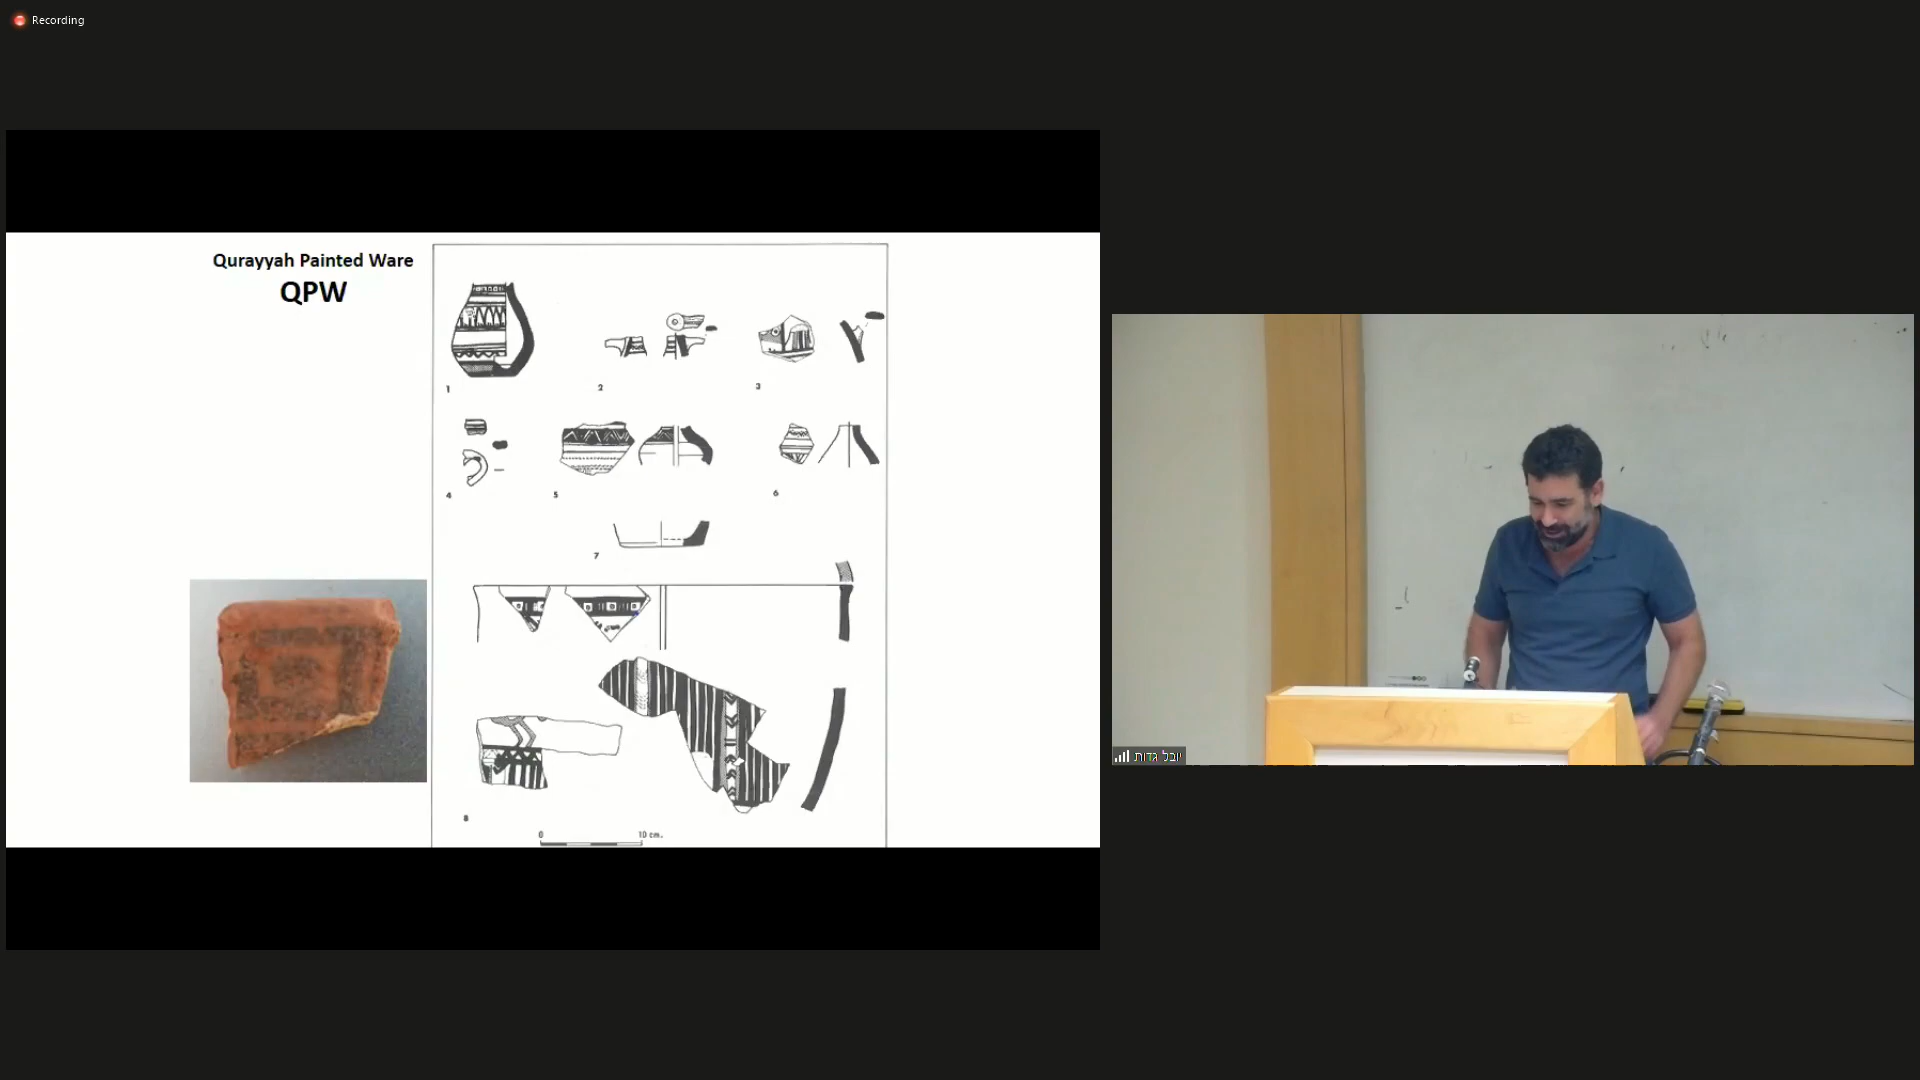 Recording
Qurayyah Painted Ware
QPW
1
2
3
4
5
6
7
8
0
10 cm.
יובל גדות